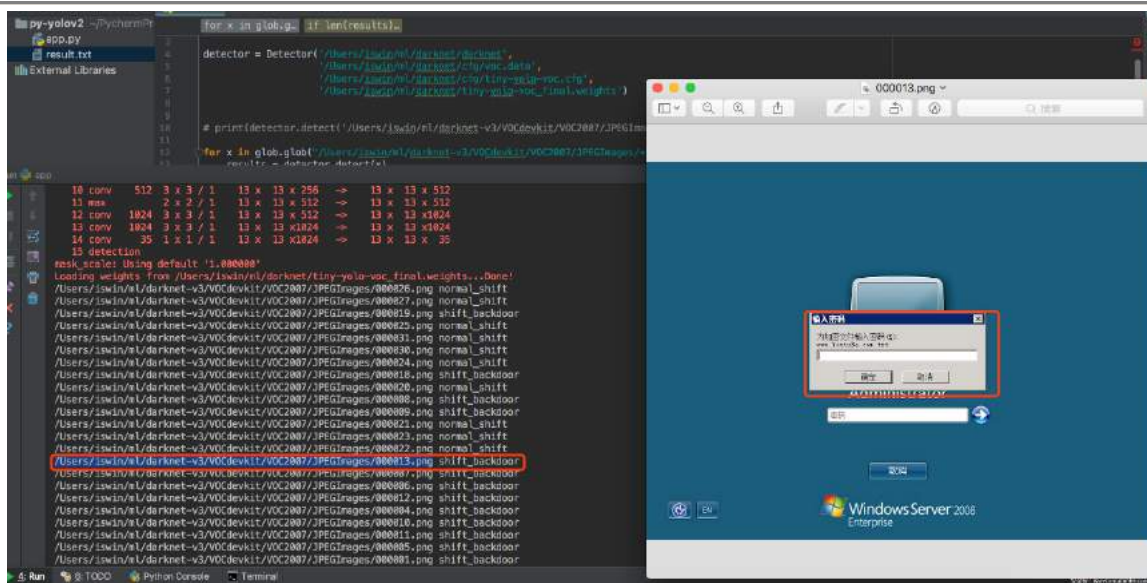 py-yolov2 ~/PycharmPr
app.py
result.txt
External Libraries
for x in glob.g… if len(results)…
detector = Detector('/Users/iswin/ml/darknet/darknet',
'/Users/iswin/ml/darknet/cfg/voc.data',
'/Users/iswin/ml/darknet/cfg/tiny-yolo-voc.cfg',
'/Users/iswin/ml/darknet/tiny-yolo-voc_final.weights')
# print(detector.detect('/Users/iswin/ml/darknet-v3/VOCdevkit/VOC2007/JPEGIma
for x in glob.glob("/Users/iswin/ml/darknet-v3/VOCdevkit/VOC2007/JPEGImages/
results = detector.detect(x)
app
10 conv 512 3 x 3 / 1 13 x 13 x 256 -> 13 x 13 x 512
11 max 2 x 2 / 1 13 x 13 x 512 -> 13 x 13 x 512
12 conv 1024 3 x 3 / 1 13 x 13 x 512 -> 13 x 13 x1024
13 conv 1024 3 x 3 / 1 13 x 13 x1024 -> 13 x 13 x1024
14 conv 35 1 x 1 / 1 13 x 13 x1024 -> 13 x 13 x 35
15 detection
mask_scale: Using default '1.000000'
Loading weights from /Users/iswin/ml/darknet/tiny-yolo-voc_final.weights...Done!
/Users/iswin/ml/darknet-v3/VOCdevkit/VOC2007/JPEGImages/000026.png normal_shift
/Users/iswin/ml/darknet-v3/VOCdevkit/VOC2007/JPEGImages/000027.png normal_shift
/Users/iswin/ml/darknet-v3/VOCdevkit/VOC2007/JPEGImages/000019.png shift_backdoor
/Users/iswin/ml/darknet-v3/VOCdevkit/VOC2007/JPEGImages/000025.png normal_shift
/Users/iswin/ml/darknet-v3/VOCdevkit/VOC2007/JPEGImages/000031.png normal_shift
/Users/iswin/ml/darknet-v3/VOCdevkit/VOC2007/JPEGImages/000030.png normal_shift
/Users/iswin/ml/darknet-v3/VOCdevkit/VOC2007/JPEGImages/000024.png normal_shift
/Users/iswin/ml/darknet-v3/VOCdevkit/VOC2007/JPEGImages/000018.png shift_backdoor
/Users/iswin/ml/darknet-v3/VOCdevkit/VOC2007/JPEGImages/000020.png normal_shift
/Users/iswin/ml/darknet-v3/VOCdevkit/VOC2007/JPEGImages/000008.png shift_backdoor
/Users/iswin/ml/darknet-v3/VOCdevkit/VOC2007/JPEGImages/000009.png shift_backdoor
/Users/iswin/ml/darknet-v3/VOCdevkit/VOC2007/JPEGImages/000021.png normal_shift
/Users/iswin/ml/darknet-v3/VOCdevkit/VOC2007/JPEGImages/000023.png normal_shift
/Users/iswin/ml/darknet-v3/VOCdevkit/VOC2007/JPEGImages/000022.png normal_shift
/Users/iswin/ml/darknet-v3/VOCdevkit/VOC2007/JPEGImages/000013.png shift_backdoor
/Users/iswin/ml/darknet-v3/VOCdevkit/VOC2007/JPEGImages/000007.png shift_backdoor
/Users/iswin/ml/darknet-v3/VOCdevkit/VOC2007/JPEGImages/000006.png shift_backdoor
/Users/iswin/ml/darknet-v3/VOCdevkit/VOC2007/JPEGImages/000012.png shift_backdoor
/Users/iswin/ml/darknet-v3/VOCdevkit/VOC2007/JPEGImages/000004.png shift_backdoor
/Users/iswin/ml/darknet-v3/VOCdevkit/VOC2007/JPEGImages/000010.png shift_backdoor
/Users/iswin/ml/darknet-v3/VOCdevkit/VOC2007/JPEGImages/000011.png shift_backdoor
/Users/iswin/ml/darknet-v3/VOCdevkit/VOC2007/JPEGImages/000005.png shift_backdoor
/Users/iswin/ml/darknet-v3/VOCdevkit/VOC2007/JPEGImages/000001.png shift_backdoor
4: Run 6: TODO Python Console Terminal
000013.png
搜索
输入密码
为加密文件输入密码(E):
确定 取消
Administrator
密码
取消
EN
Windows Server 2008
Enterprise